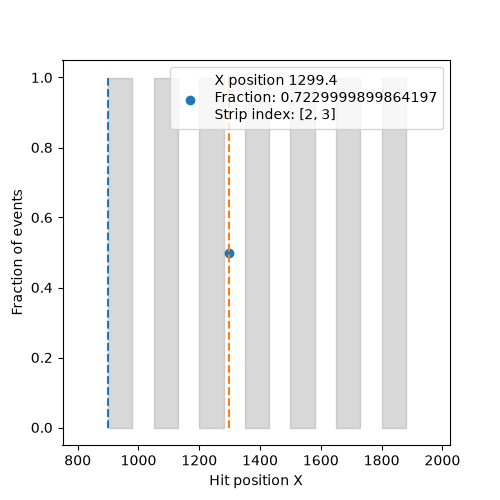 X position 1299.4
Fraction: 0.7229999899864197
Strip index: [2, 3]
1.0
0.8
0.6
0.4
0.2
0.0
Fraction of events
800 1000 1200 1400 1600 1800 2000
Hit position X